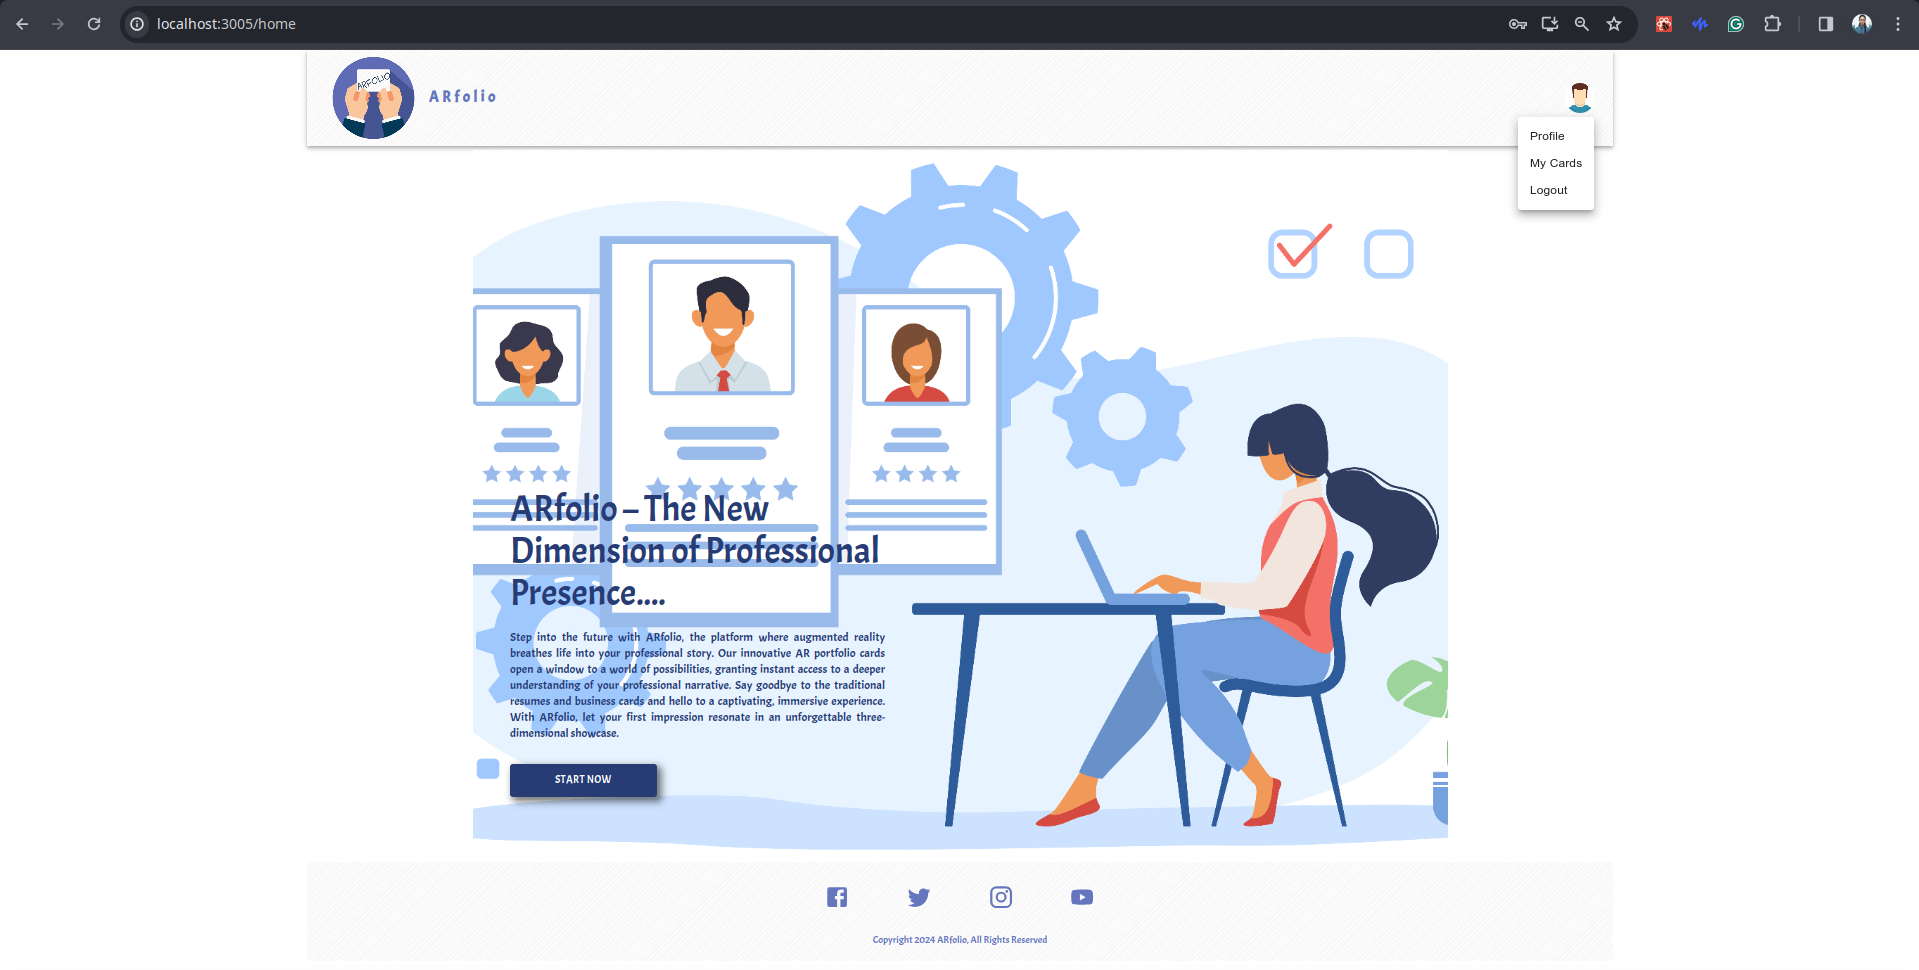 localhost:3005/home
ARFOLIO
ARfolio
Profile
My Cards
Logout
ARfolio – The New
Dimension of Professional
Presence....
Step into the future with ARfolio, the platform where augmented reality
breathes life into your professional story. Our innovative AR portfolio cards
open a window to a world of possibilities, granting instant access to a deeper
understanding of your professional narrative. Say goodbye to the traditional
resumes and business cards and hello to a captivating, immersive experience.
With ARfolio, let your first impression resonate in an unforgettable three-
dimensional showcase.
START NOW
Copyright 2024 ARfolio, All Rights Reserved